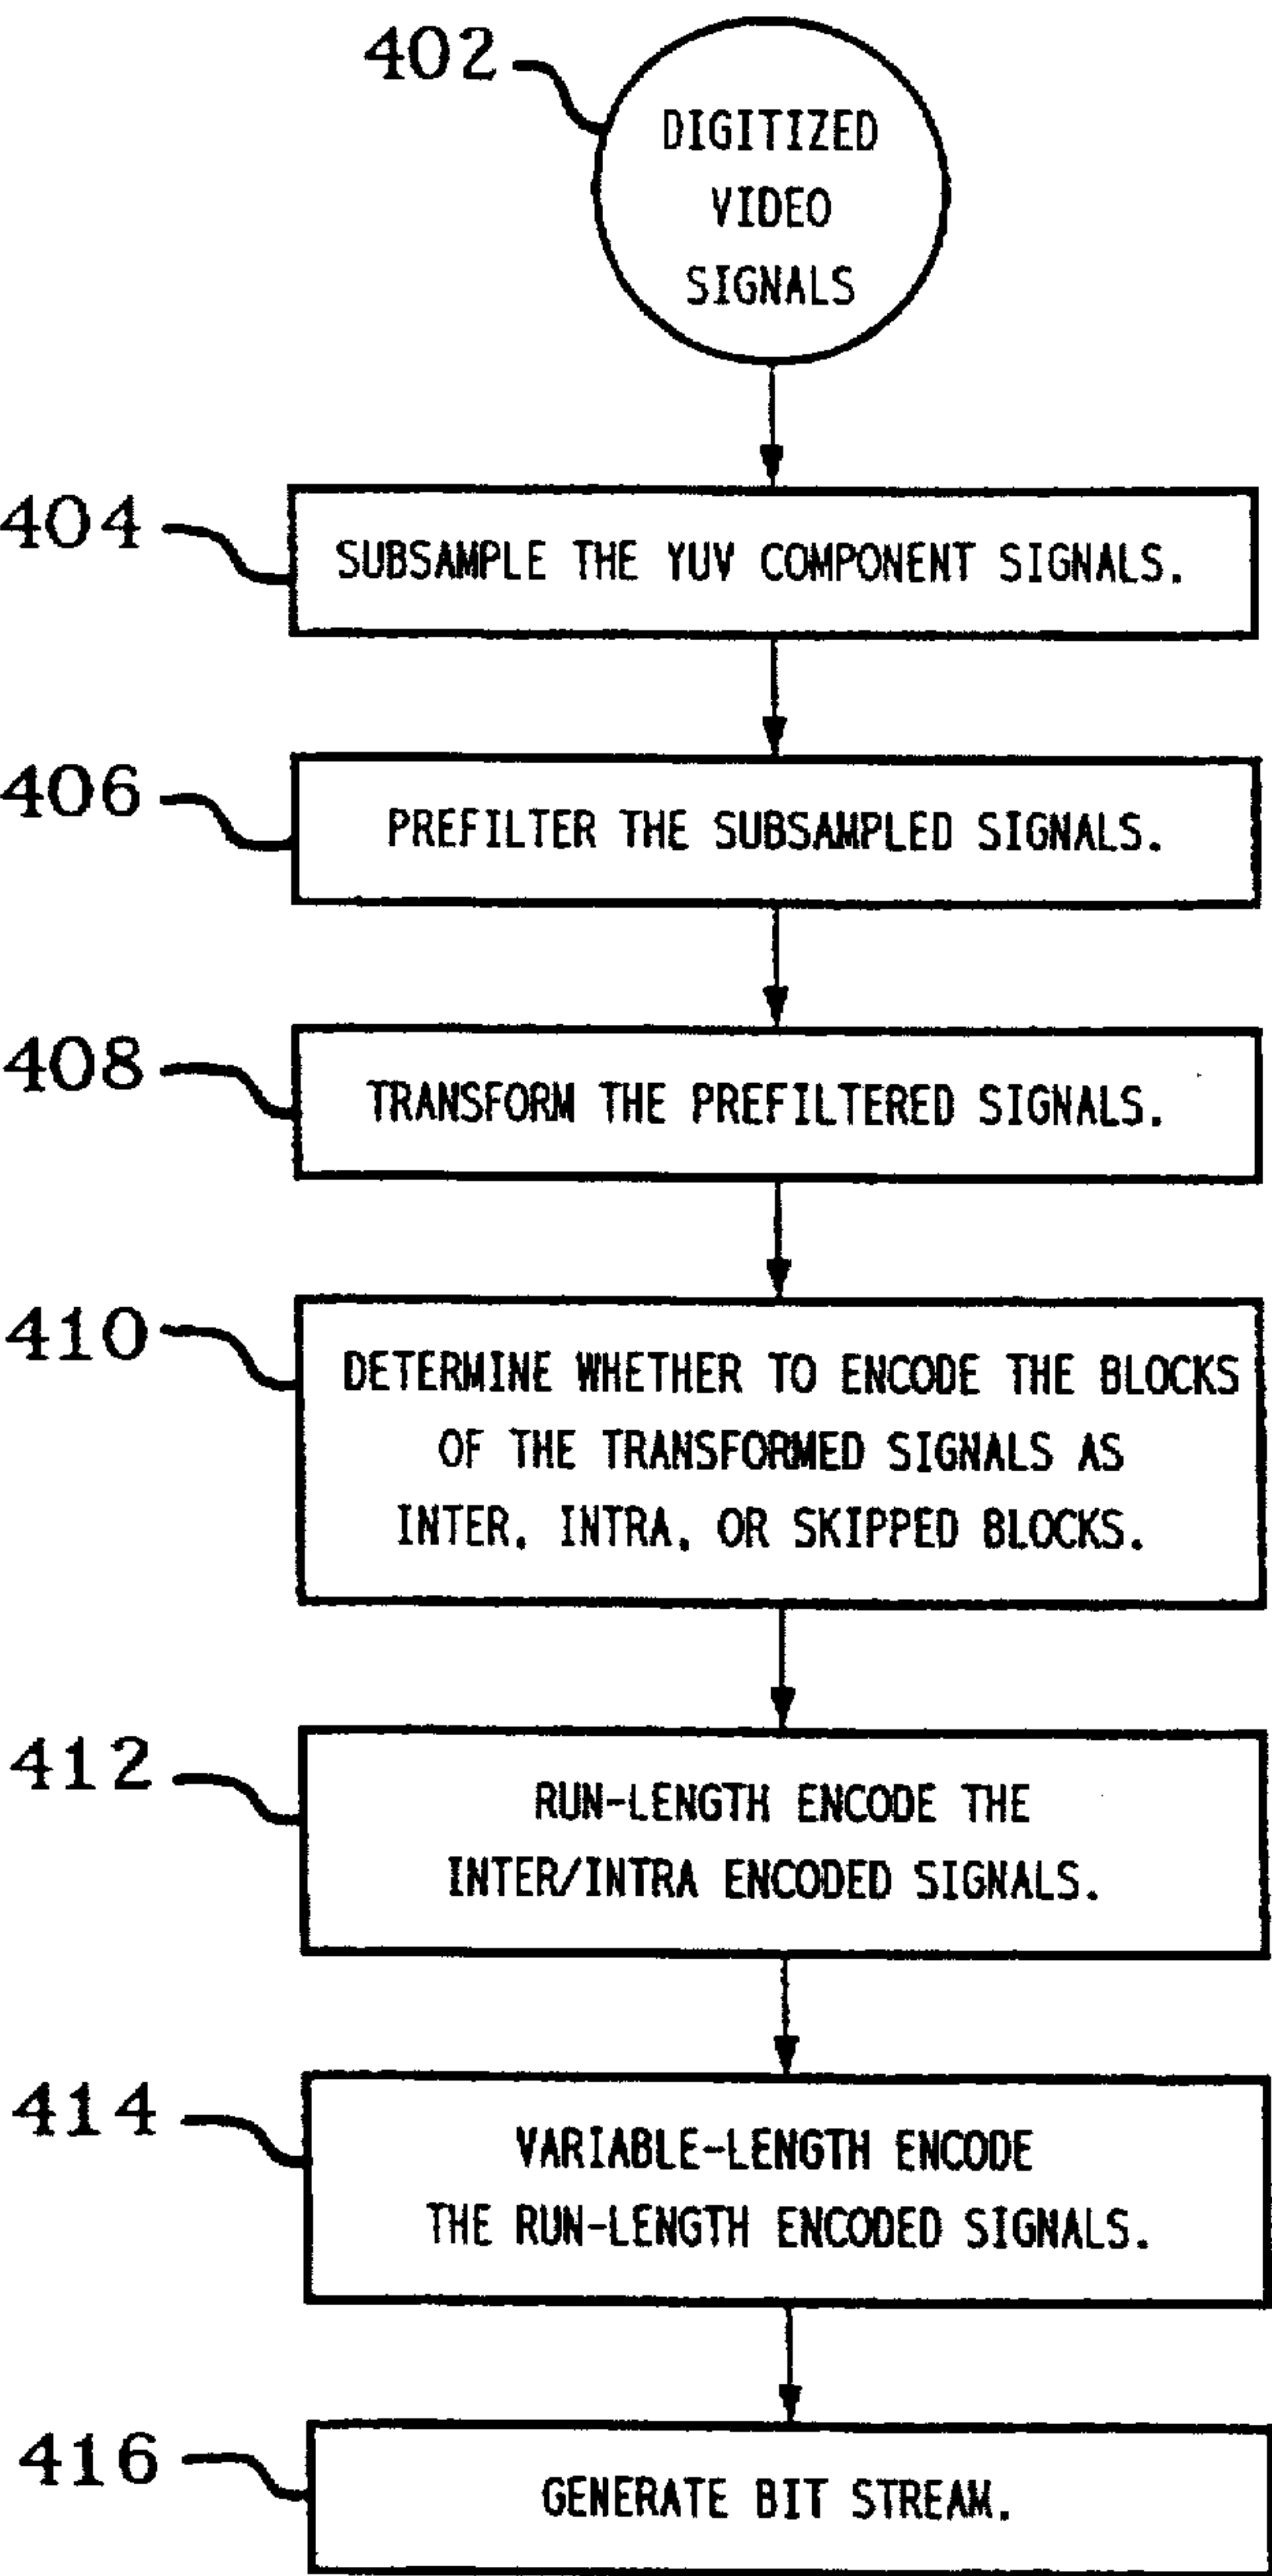 402
DIGITIZED
VIDEO
SIGNALS
404
SUBSAMPLE THE YUV COMPONENT SIGNALS.
406
PREFILTER THE SUBSAMPLED SIGNALS.
408
TRANSFORM THE PREFILTERED SIGNALS.
410
DETERMINE WHETHER TO ENCODE THE BLOCKS
OF THE TRANSFORMED SIGNALS AS
INTER, INTRA, OR SKIPPED BLOCKS.
412
RUN-LENGTH ENCODE THE
INTER/INTRA ENCODED SIGNALS.
414
VARIABLE-LENGTH ENCODE
THE RUN-LENGTH ENCODED SIGNALS.
416
GENERATE BIT STREAM.